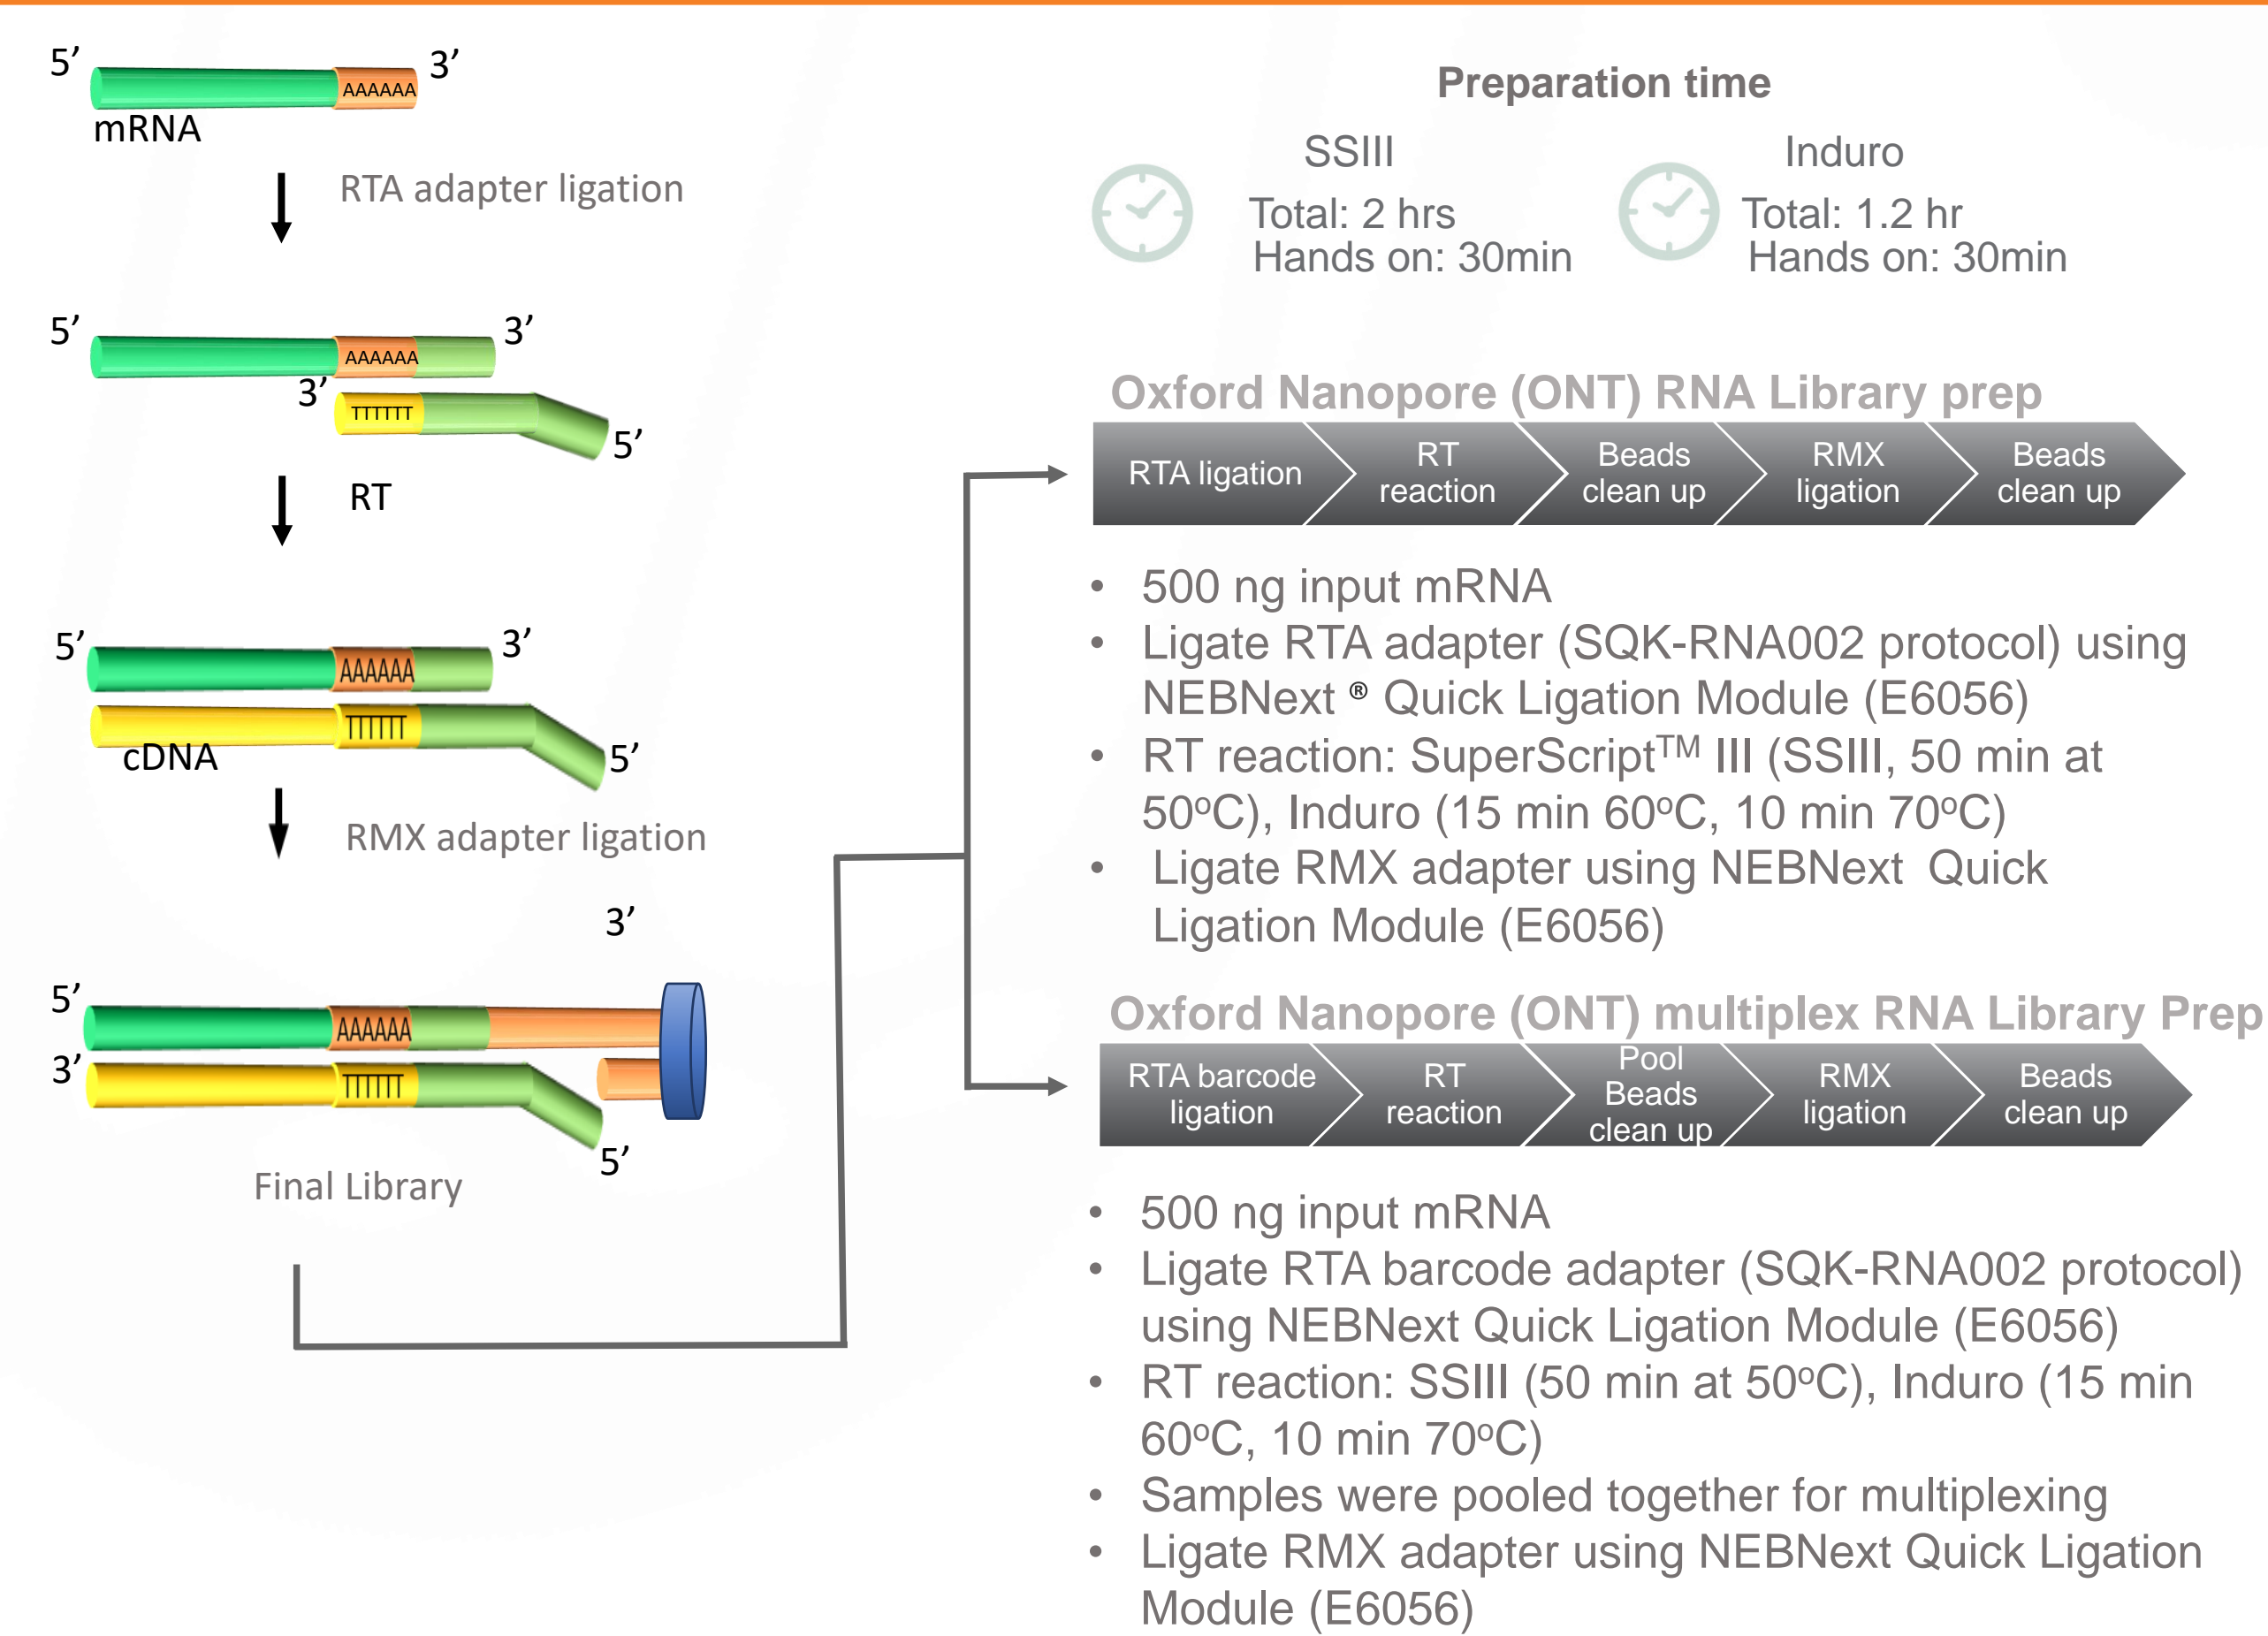 5’
3’
AAAAAA
mRNA
RTA adapter ligation
5’
3’
AAAAAA
3’
TTTTTT
5’
RT
5’
3’
AAAAAA
TTTTTT
cDNA
5’
RMX adapter ligation
3’
5’
AAAAAA
3’
TTTTTT
5’
Final Library
Preparation time
SSIII
Total: 2 hrs
Hands on: 30min
Induro
Total: 1.2 hr
Hands on: 30min
Oxford Nanopore (ONT) RNA Library prep
RTA ligation
RT
reaction
Beads
clean up
RMX
ligation
Beads
clean up
• 500 ng input mRNA
• Ligate RTA adapter (SQK-RNA002 protocol) using
NEBNext ® Quick Ligation Module (E6056)
• RT reaction: SuperScript™ III (SSIII, 50 min at
50ºC), Induro (15 min 60ºC, 10 min 70ºC)
• Ligate RMX adapter using NEBNext Quick
Ligation Module (E6056)
Oxford Nanopore (ONT) multiplex RNA Library Prep
RTA barcode
ligation
RT
reaction
Pool
Beads
clean up
RMX
ligation
Beads
clean up
• 500 ng input mRNA
• Ligate RTA barcode adapter (SQK-RNA002 protocol)
using NEBNext Quick Ligation Module (E6056)
• RT reaction: SSIII (50 min at 50ºC), Induro (15 min
60ºC, 10 min 70ºC)
• Samples were pooled together for multiplexing
• Ligate RMX adapter using NEBNext Quick Ligation
Module (E6056)